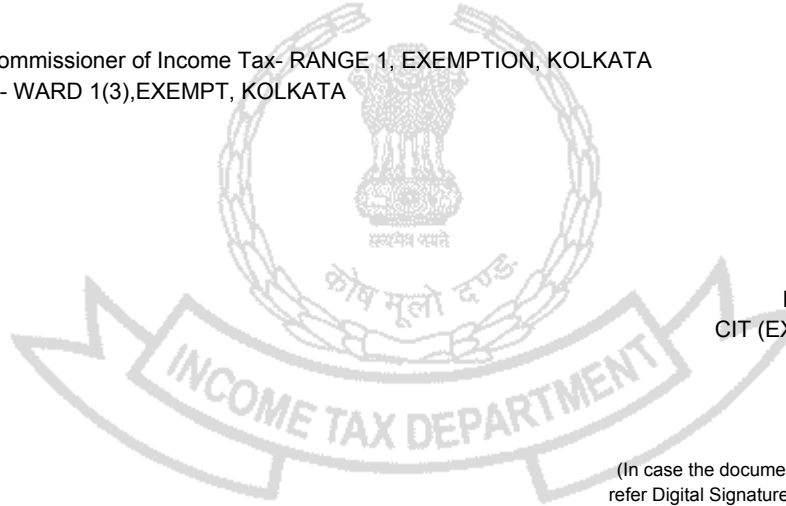 ommissioner of Income Tax- RANGE 1, EXEMPTION, KOLKATA
- WARD 1(3),EXEMPT, KOLKATA
सत्यमेव जयते
कोष मूलो दण्डः
CIT (EX
INCOME TAX DEPARTMENT
(In case the docume
refer Digital Signature